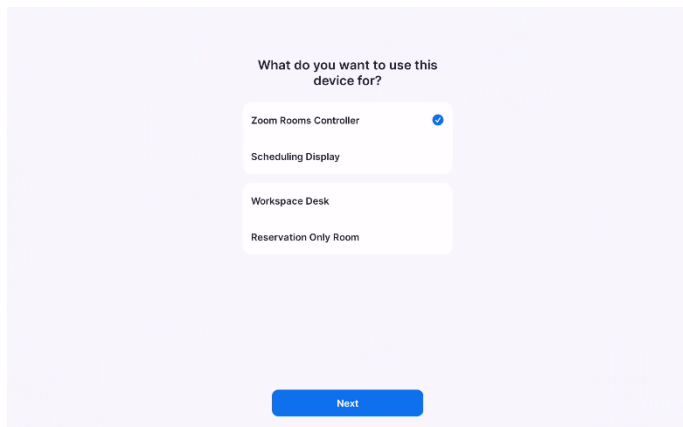 What do you want to use this
device for?
Zoom Rooms Controller
Scheduling Display
Workspace Desk
Reservation Only Room
Next